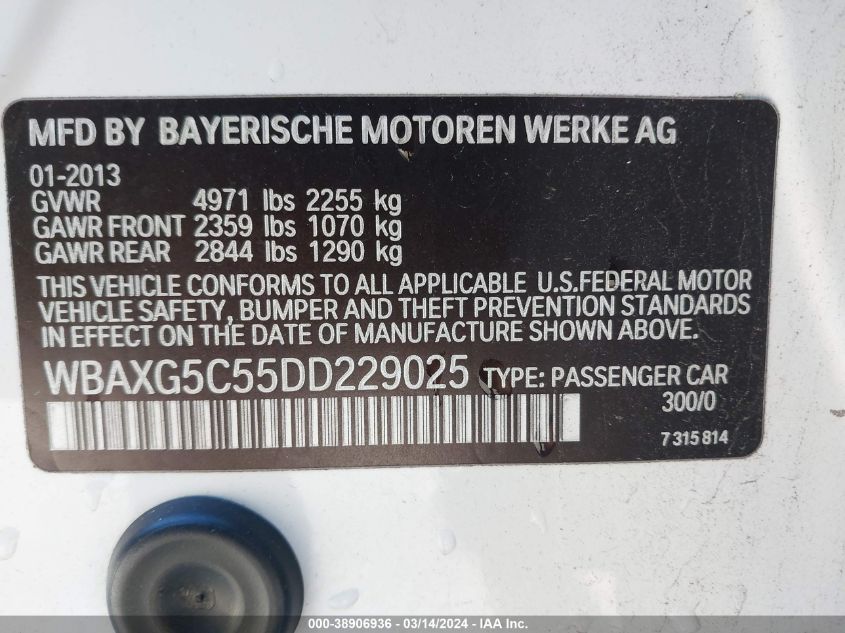 MFD BY BAYERISCHE MOTOREN WERKE AG
01-2013
GVWR 4971 lbs 2255 kg
GAWR FRONT 2359 lbs 1070 kg
GAWR REAR 2844 lbs 1290 kg
THIS VEHICLE CONFORMS TO ALL APPLICABLE U.S.FEDERAL MOTOR
VEHICLE SAFETY, BUMPER AND THEFT PREVENTION STANDARDS
IN EFFECT ON THE DATE OF MANUFACTURE SHOWN ABOVE.
WBAXG5C55DD229025 TYPE: PASSENGER CAR
300/0
7 315 814
000-38906936 / 03/14/2024 - IAA Inc.